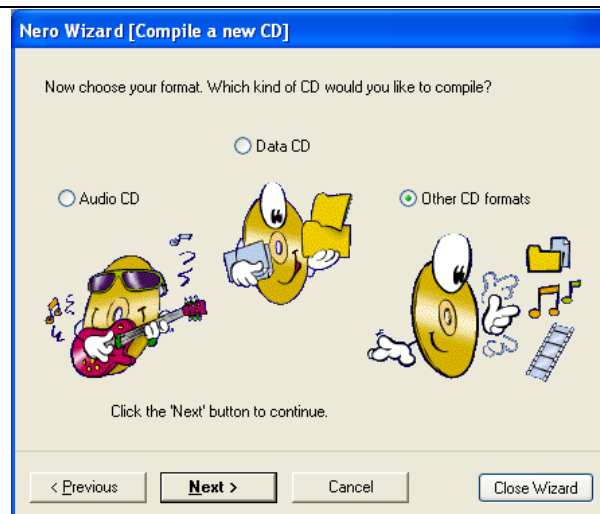 Nero Wizard [Compile a new CD]
Now choose your format. Which kind of CD would you like to compile?
Data CD
Audio CD
Other CD formats
Click the 'Next' button to continue.
< Previous
Next >
Cancel
Close Wizard